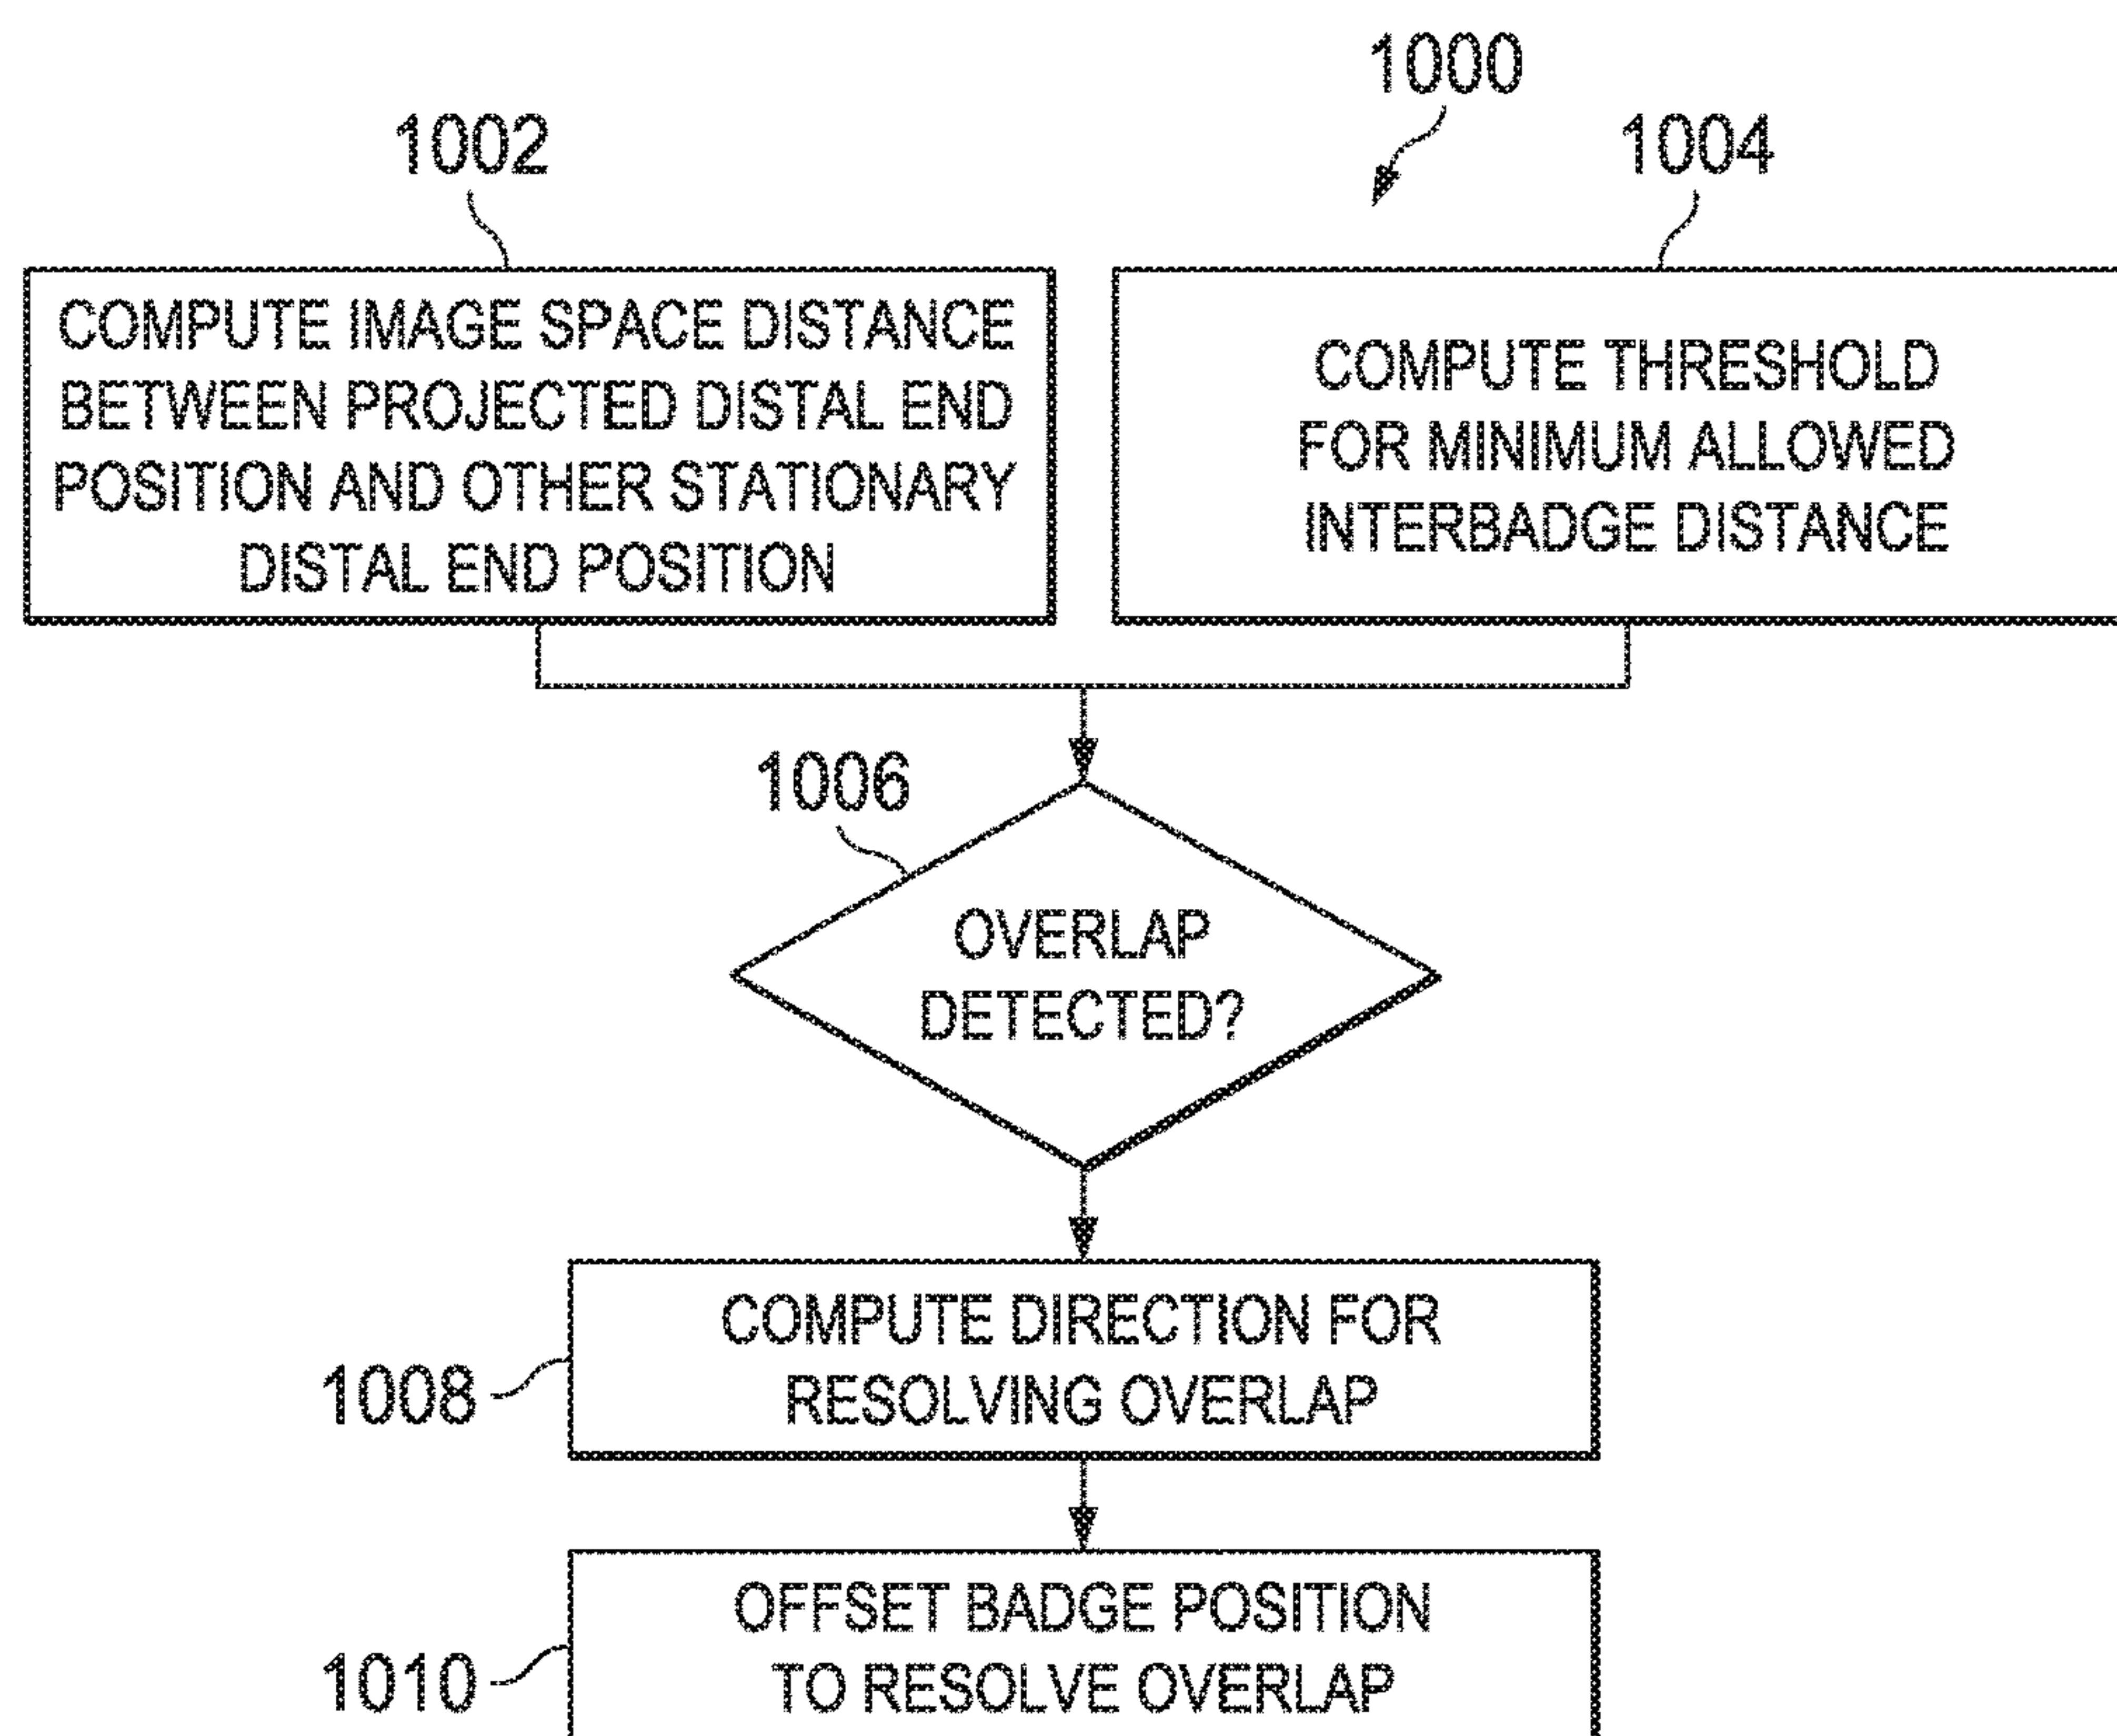 1000
1002
1004
COMPUTE IMAGE SPACE DISTANCE
BETWEEN PROJECTED DISTAL END
POSITION AND OTHER STATIONARY
DISTAL END POSITION
COMPUTE THRESHOLD
FOR MINIMUM ALLOWED
INTERBADGE DISTANCE
1006
OVERLAP
DETECTED?
COMPUTE DIRECTION FOR
RESOLVING OVERLAP
1008
OFFSET BADGE POSITION
TO RESOLVE OVERLAP
1010